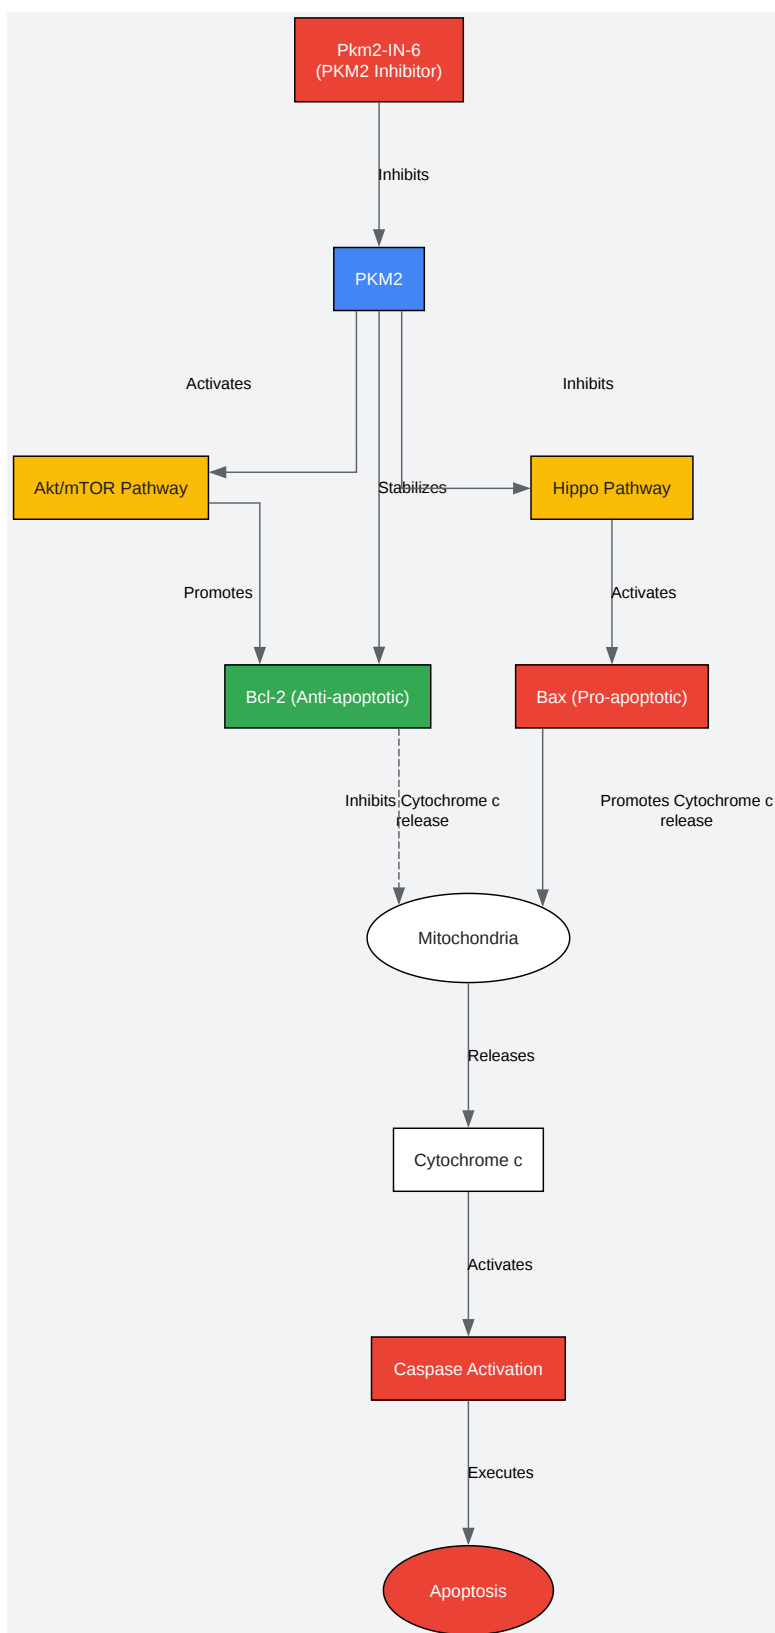 Pkm2-IN-6
(PKM2 Inhibitor)
Inhibits
PKM2
Activates
Inhibits
Akt/mTOR Pathway
Stabilizes
Hippo Pathway
Promotes
Activates
Bcl-2 (Anti-apoptotic)
Bax (Pro-apoptotic)
Inhibits Cytochrome c
release
Promotes Cytochrome c
release
Mitochondria
Releases
Cytochrome c
Activates
Caspase Activation
Executes
Apoptosis